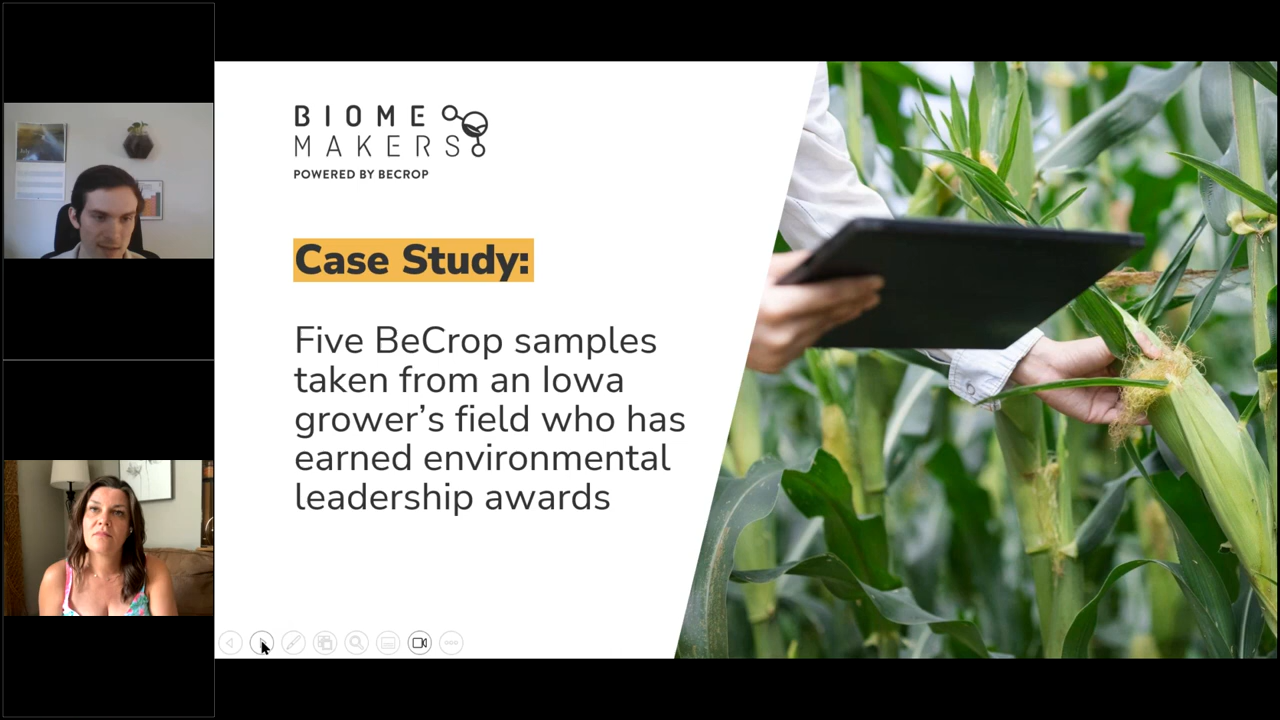 BIOME
MAKERS
POWERED BY BECROP
Case Study:
Five BeCrop samples
taken from an Iowa
grower’s field who has
earned environmental
leadership awards